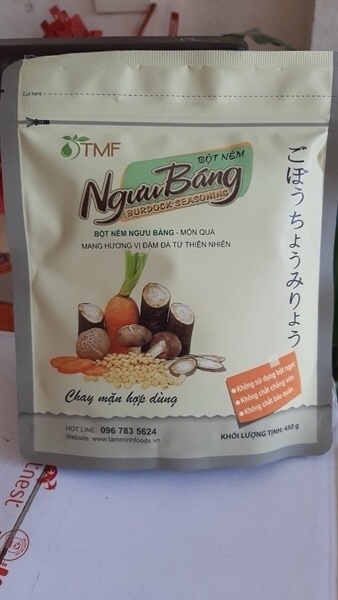 Cut here
TMF
BỘT NÊM
Ngưu Báng
BURDOCK SEASONING
BỘT NÊM NGƯU BÁNG - MÓN QUÀ
MANG HƯƠNG VỊ ĐẬM ĐÀ TỪ THIÊN NHIÊN
ごぼうちょうみりょう
Không sử dụng bột ngọt
Không chất chống vón
Không chất bảo quản
Chay mặn hợp dùng
HOT LINE: 096 783 5624
Website: www.tamminhfoods.vn
KHỐI LƯỢNG TỊNH: 450 g